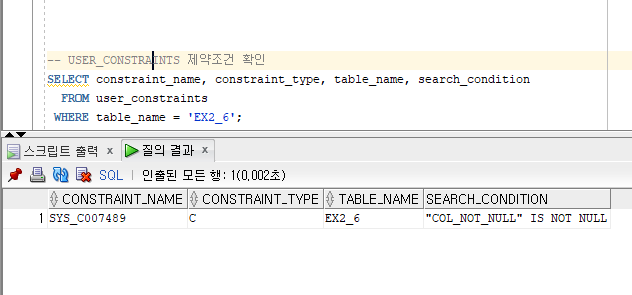 -- USER_CONSTRAINTS 제약조건 확인
SELECT constraint_name, constraint_type, table_name, search_condition
FROM user_constraints
WHERE table_name = 'EX2_6';
스크립트 출력 x 질의 결과 x
SQL | 인출된 모든 행: 1(0,002초)
CONSTRAINT_NAME CONSTRAINT_TYPE TABLE_NAME SEARCH_CONDITION
1 SYS_C007489 C EX2_6 "COL_NOT_NULL" IS NOT NULL